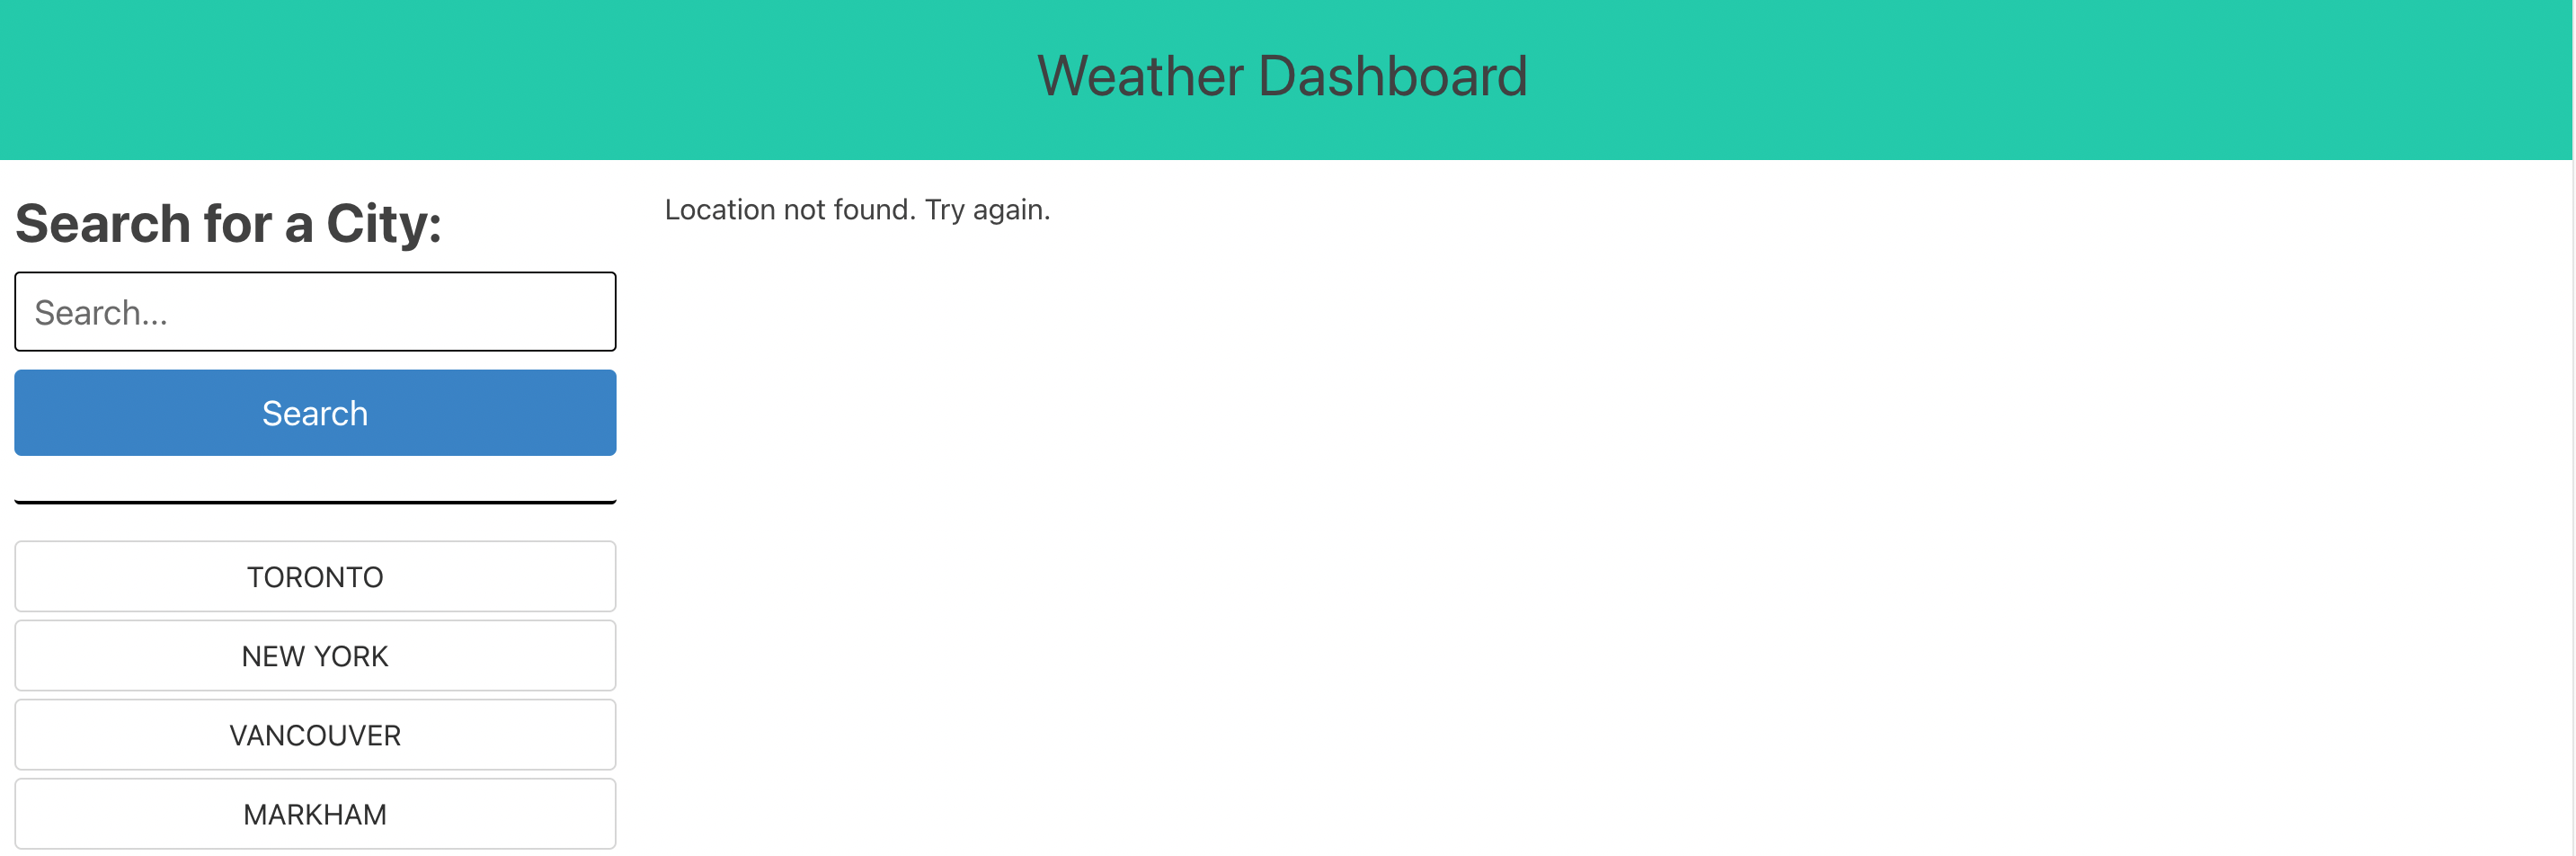 Weather Dashboard
Search for a City:
Search...
Search
Location not found. Try again.
TORONTO
NEW YORK
VANCOUVER
MARKHAM